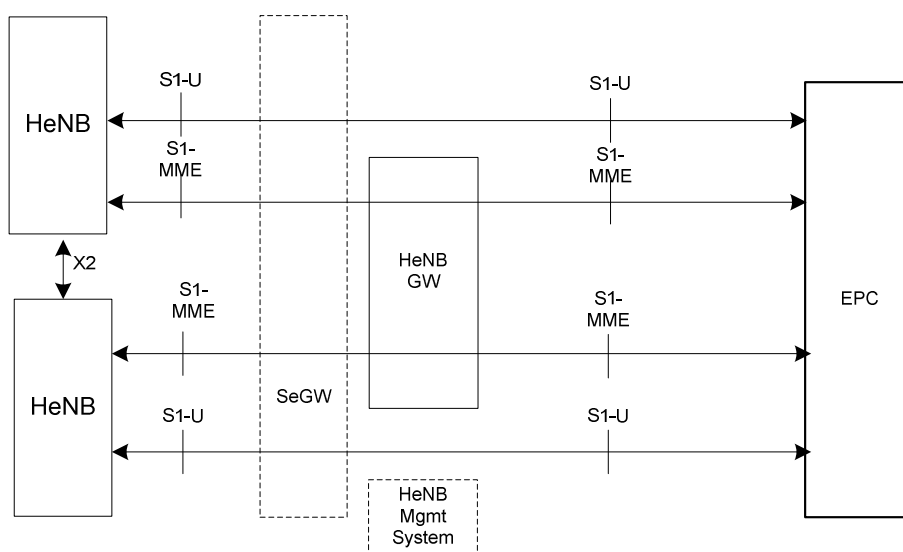 S1-U
S1-U
HeNB
S1-
MME
S1-
MME
HeNB
GW
X2
S1-
MME
S1-
MME
EPC
HeNB
SeGW
S1-U
S1-U
HeNB
Mgmt
System